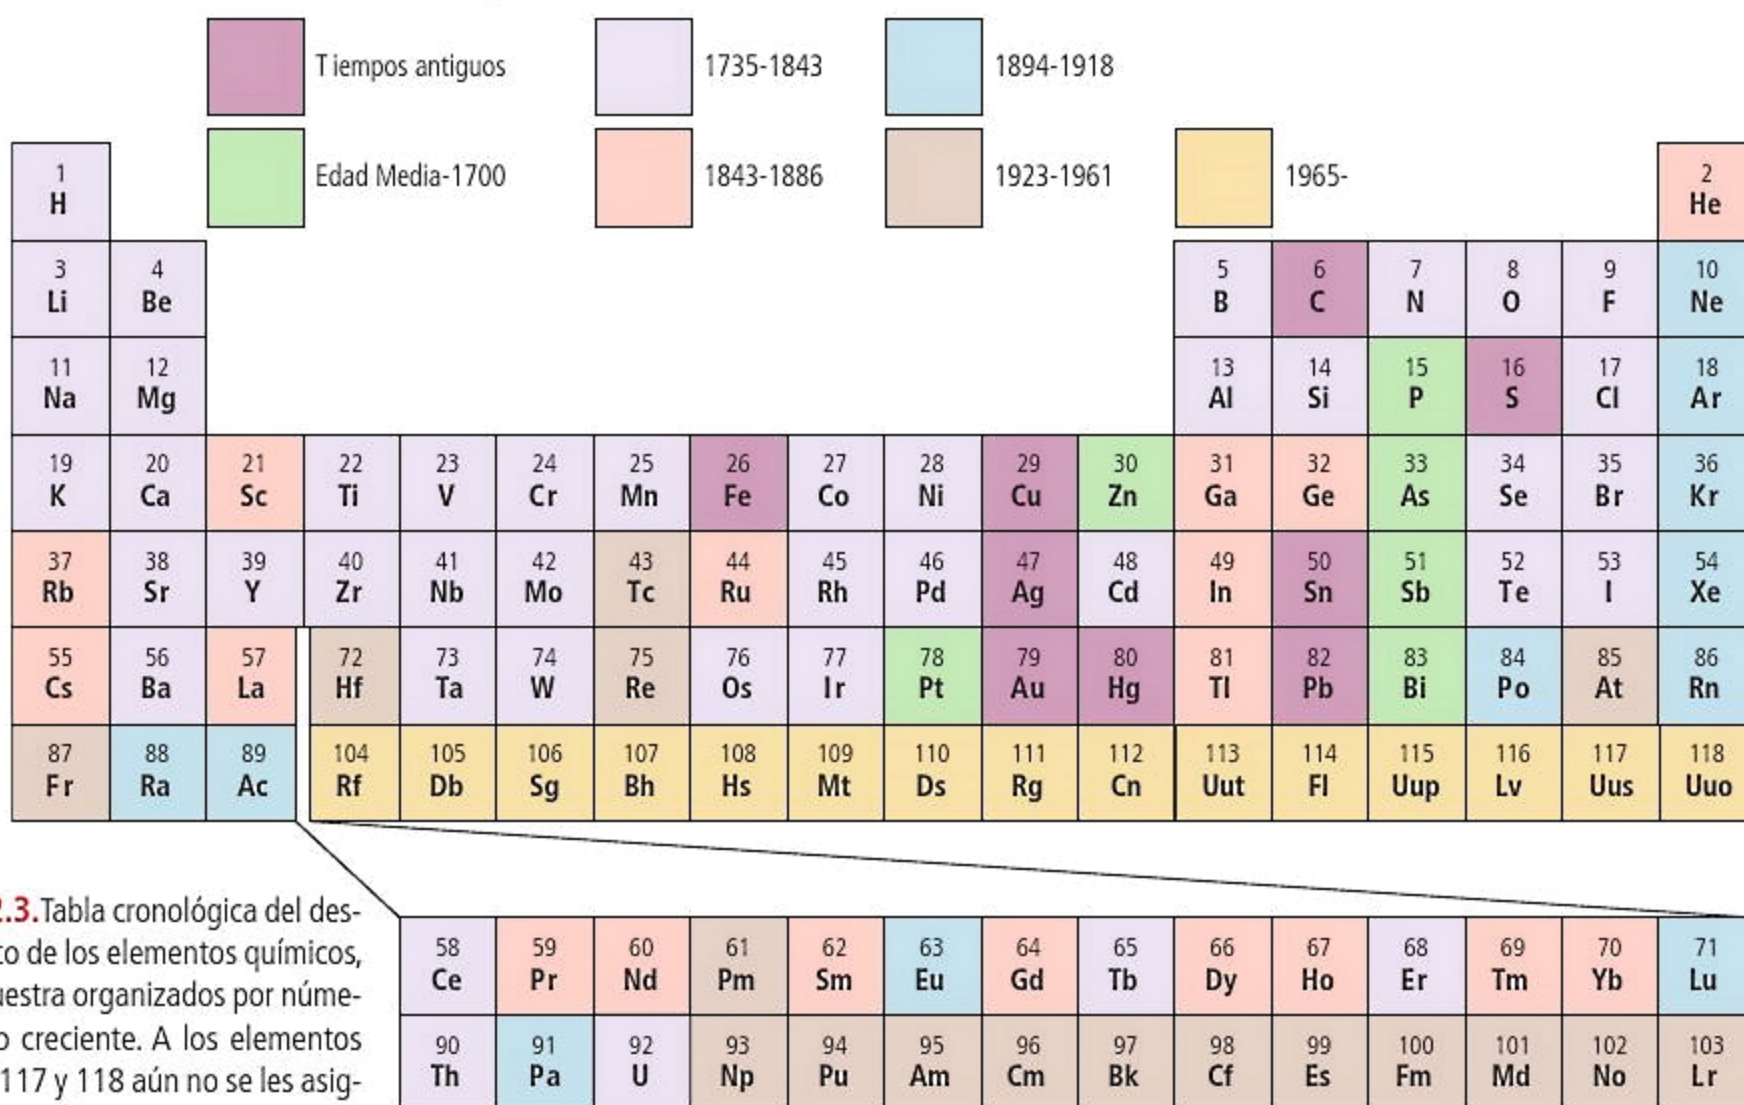 Tiempos antiguos 1735-1843 1894-1918
Edad Media-1700 1843-1886 1923-1961 1965-
1 2
H He
3 4 5 6 7 8 9 10
Li Be B C N O F Ne
11 12 13 14 15 16 17 18
Na Mg Al Si P S Cl Ar
19 20 21 22 23 24 25 26 27 28 29 30 31 32 33 34 35 36
K Ca Sc Ti V Cr Mn Fe Co Ni Cu Zn Ga Ge As Se Br Kr
37 38 39 40 41 42 43 44 45 46 47 48 49 50 51 52 53 54
Rb Sr Y Zr Nb Mo Tc Ru Rh Pd Ag Cd In Sn Sb Te I Xe
55 56 57 72 73 74 75 76 77 78 79 80 81 82 83 84 85 86
Cs Ba La Hf Ta W Re Os Ir Pt Au Hg Tl Pb Bi Po At Rn
87 88 89 104 105 106 107 108 109 110 111 112 113 114 115 116 117 118
Fr Ra Ac Rf Db Sg Bh Hs Mt Ds Rg Cn Uut Fl Uup Lv Uus Uuo
2.3. Tabla cronológica del des-
to de los elementos químicos,
uestra organizados por núme-
o creciente. A los elementos
117 y 118 aún no se les asig-
58 59 60 61 62 63 64 65 66 67 68 69 70 71
Ce Pr Nd Pm Sm Eu Gd Tb Dy Ho Er Tm Yb Lu
90 91 92 93 94 95 96 97 98 99 100 101 102 103
Th Pa U Np Pu Am Cm Bk Cf Es Fm Md No Lr